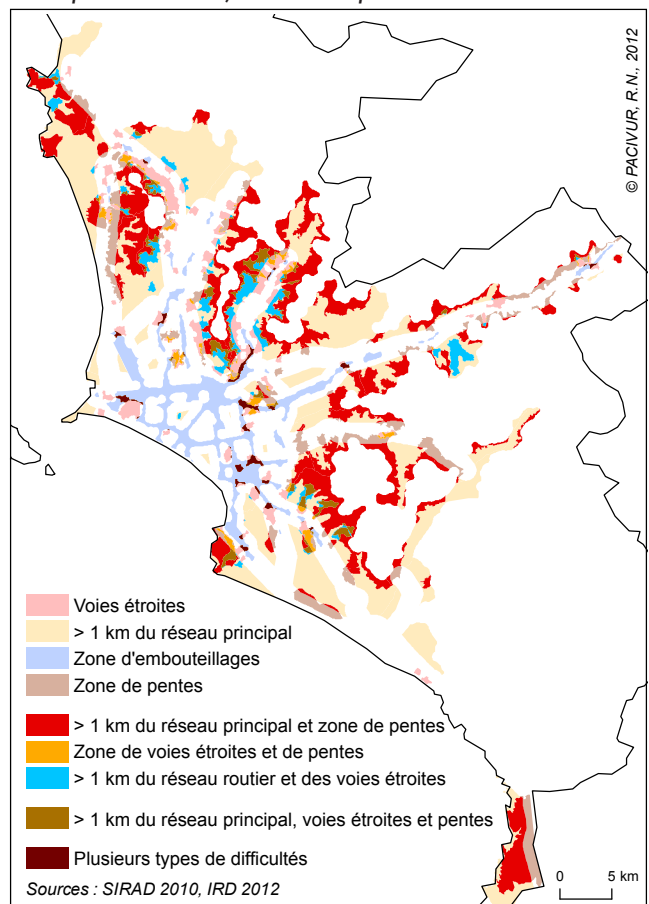 © PACIVUR, R.N., 2012
Voies étroites
> 1 km du réseau principal
Zone d'embouteillages
Zone de pentes
> 1 km du réseau principal et zone de pentes
Zone de voies étroites et de pentes
> 1 km du réseau routier et des voies étroites
> 1 km du réseau principal, voies étroites et pentes
Plusieurs types de difficultés
Sources : SIRAD 2010, IRD 2012
0 5 km